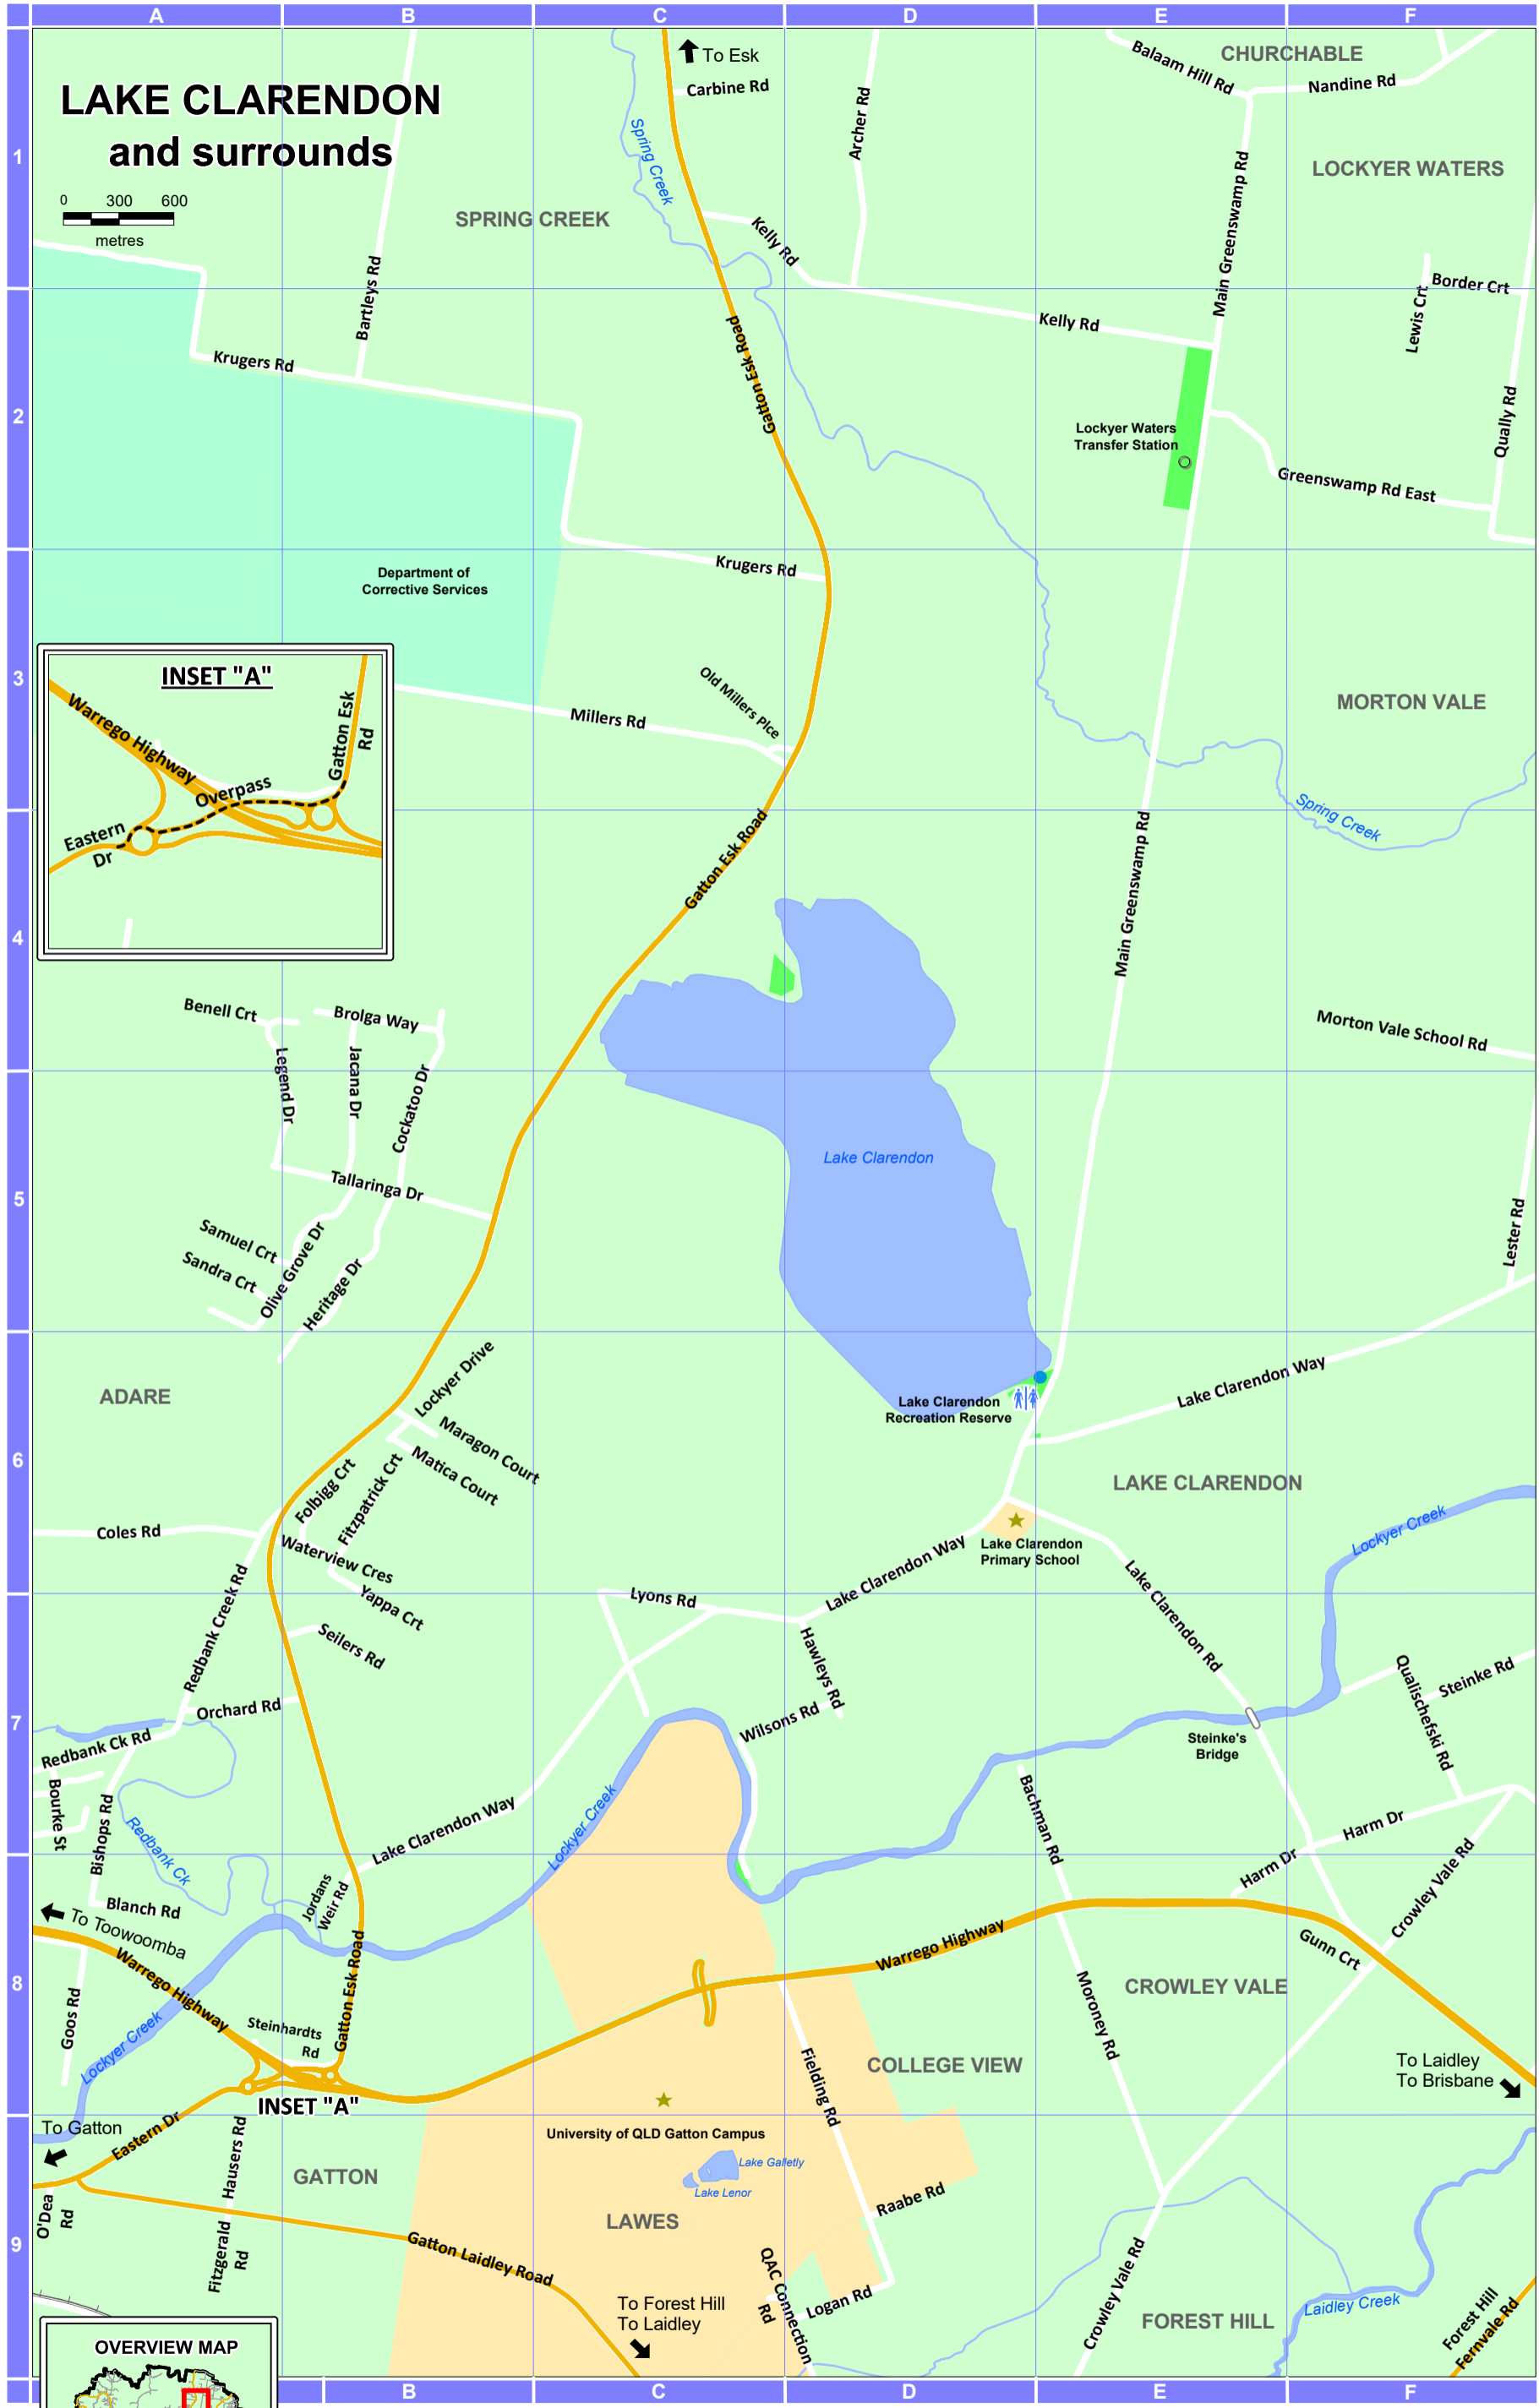 A B C D E F
To Esk
CHURCHABLE
Balaam Hill Rd
Nandine Rd
Carbine Rd
LAKE CLARENDON
and surrounds
Archer Rd
1
Spring Creek
LOCKYER WATERS
0 300 600
metres
SPRING CREEK
Main Greenswamp Rd
Kelly Rd
Bartleys Rd
Border Crt
Lewis Crt
Kelly Rd
Gatton Esk Road
Krugers Rd
2
Qually Rd
Lockyer Waters
Transfer Station
Greenswamp Rd East
Krugers Rd
Department of
Corrective Services
3
INSET "A"
Warrego Highway
Gatton Esk
Rd
Overpass
Eastern
Dr
Old Millers Plce
Millers Rd
MORTON VALE
Spring Creek
Gatton Esk Road
Main Greenswamp Rd
4
Benell Crt
Brolga Way
Morton Vale School Rd
Legend Dr
Jacana Dr
Cockatoo Dr
Lake Clarendon
Tallaringa Dr
5
Samuel Crt
Sandra Crt
Olive Grove Dr
Heritage Dr
Lester Rd
ADARE
Lockyer Drive
Lake Clarendon Way
Lake Clarendon
Recreation Reserve
Maragon Court
Matica Court
6
Folbigg Crt
Fitzpatrick Crt
LAKE CLARENDON
Coles Rd
Lockyer Creek
Waterview Cres
Lake Clarendon
Primary School
Lake Clarendon Way
Yappa Crt
Lyons Rd
Redbank Creek Rd
Lake Clarendon Rd
Seilers Rd
Hawleys Rd
Qualischefski Rd
Steinke Rd
Orchard Rd
7
Wilsons Rd
Redbank Ck Rd
Steinke's
Bridge
Bourke St
Bishops Rd
Redbank Ck
Lake Clarendon Way
Lockyer Creek
Bachman Rd
Harm Dr
Harm Dr
Crowley Vale Rd
Jordans
Weir Rd
Blanch Rd
To Toowoomba
Warrego Highway
Warrego Highway
Gunn Crt
8
Gatton Esk Road
CROWLEY VALE
Goos Rd
Moroney Rd
Steinhardts
Rd
Lockyer Creek
COLLEGE VIEW
To Laidley
To Brisbane
Fielding Rd
INSET "A"
To Gatton
Eastern Dr
University of QLD Gatton Campus
Hausers Rd
GATTON
Lake Galletly
Lake Lenor
O'Dea
Rd
Raabe Rd
LAWES
9
Fitzgerald
Rd
Gatton Laidley Road
QAC Connection
Rd
Logan Rd
Crowley Vale Rd
To Forest Hill
To Laidley
FOREST HILL
Laidley Creek
Forest Hill
Fernvale Rd
OVERVIEW MAP
B C D E F